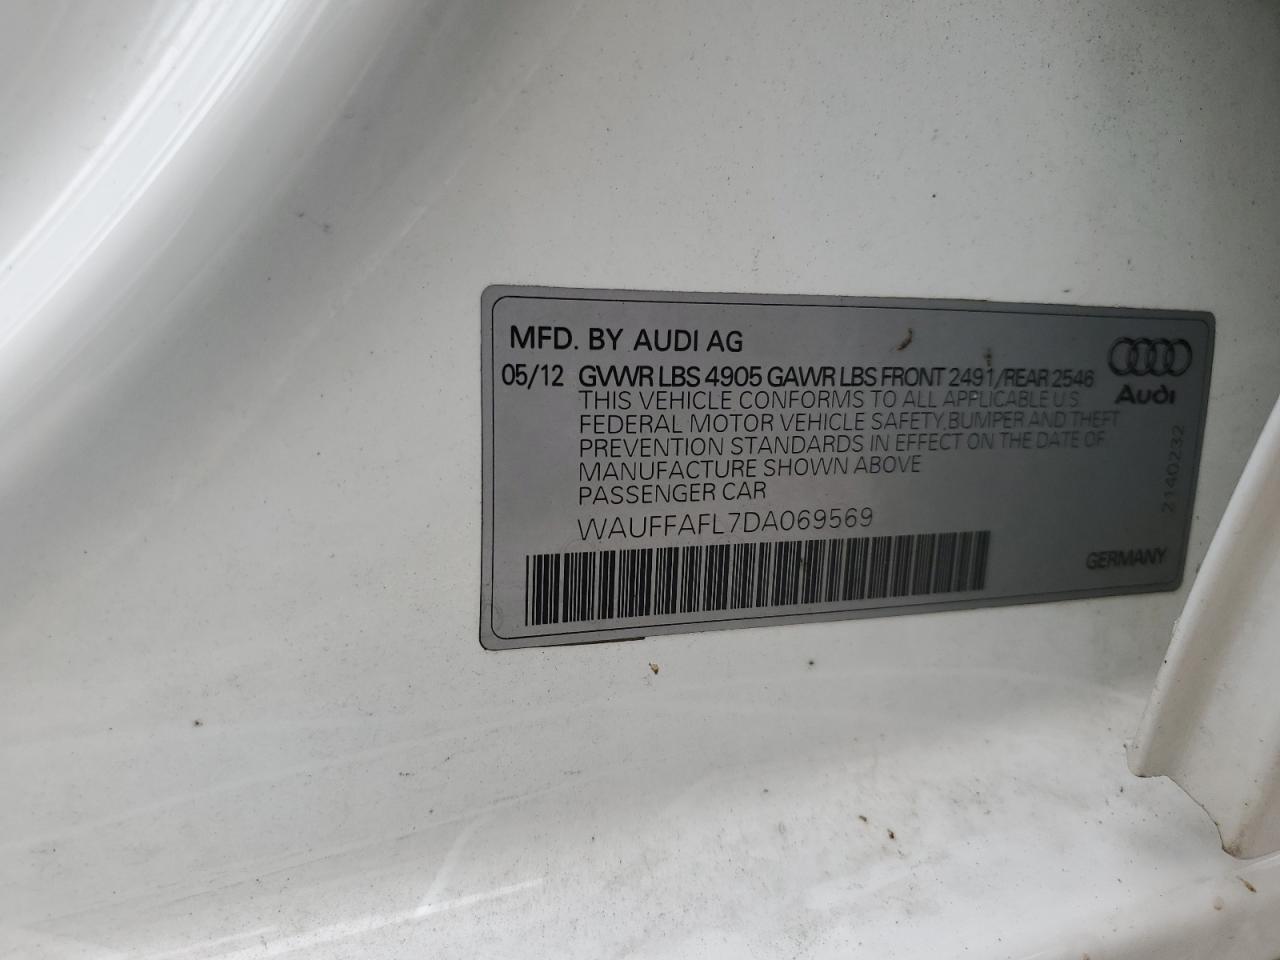 MFD. BY AUDI AG
05/12 GVWR LBS 4905 GAWR LBS FRONT 2491/REAR 2546
THIS VEHICLE CONFORMS TO ALL APPLICABLE U.S.
FEDERAL MOTOR VEHICLE SAFETY, BUMPER AND THEFT
PREVENTION STANDARDS IN EFFECT ON THE DATE OF
MANUFACTURE SHOWN ABOVE
PASSENGER CAR
WAUFFAFL7DA069569
Audi
2140232
GERMANY